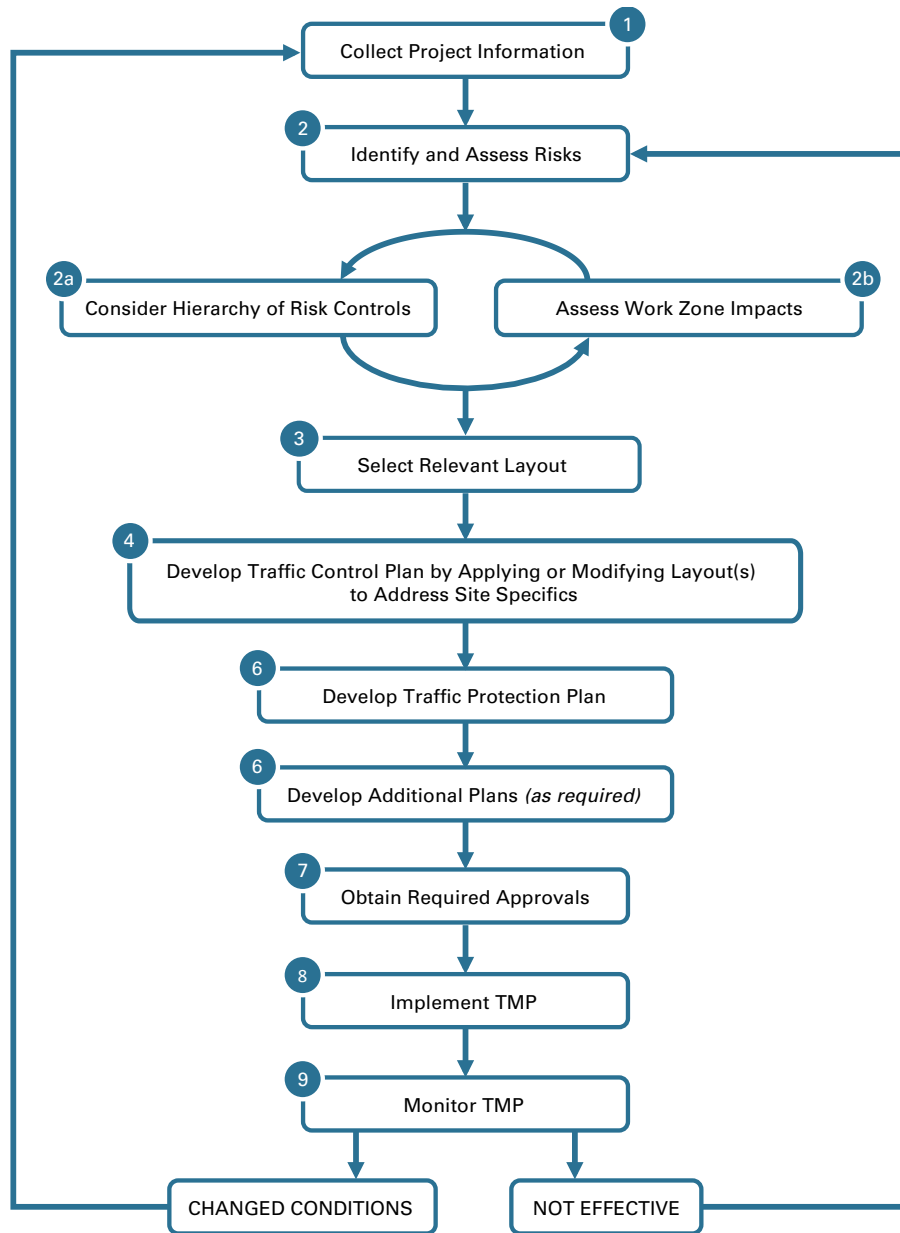 1
Collect Project Information
2
Identify and Assess Risks
2a
Consider Hierarchy of Risk Controls
2b
Assess Work Zone Impacts
3
Select Relevant Layout
4
Develop Traffic Control Plan by Applying or Modifying Layout(s)
to Address Site Specifics
6
Develop Traffic Protection Plan
6
Develop Additional Plans (as required)
7
Obtain Required Approvals
8
Implement TMP
9
Monitor TMP
CHANGED CONDITIONS
NOT EFFECTIVE